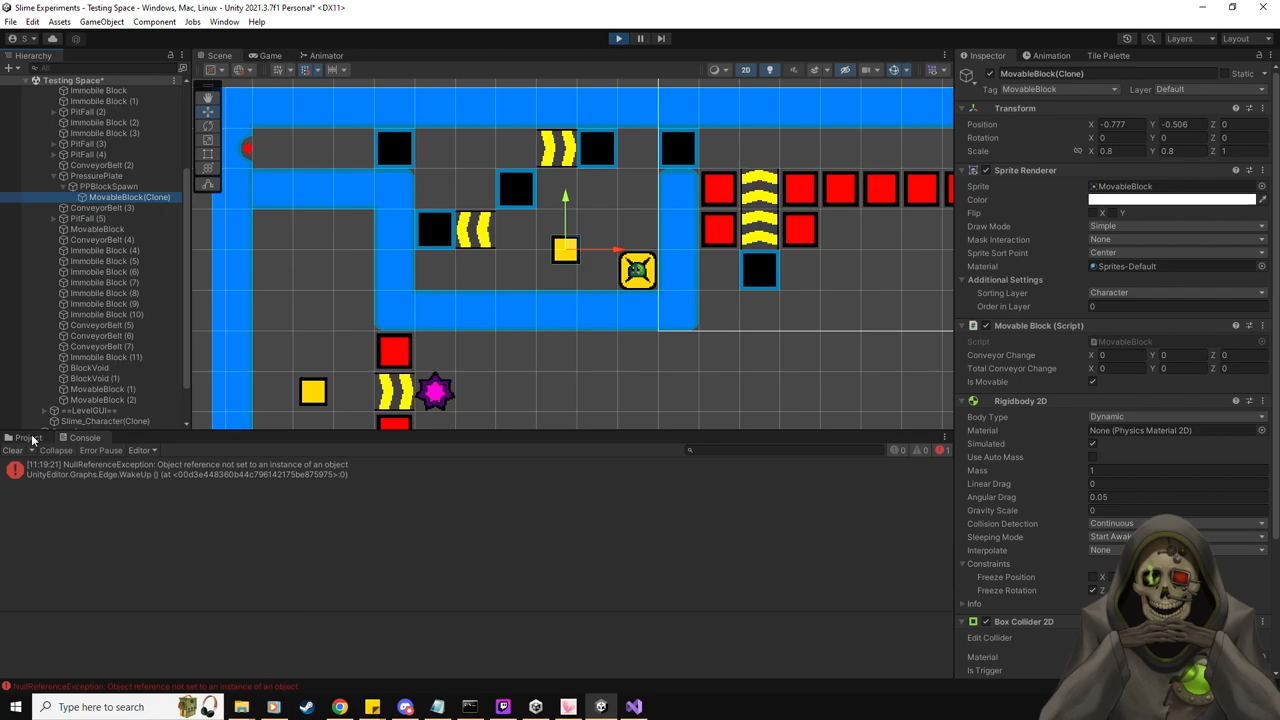 Slime Experiments - Testing Space - Windows, Mac, Linux - Unity 2021.3.7f1 Personal* <DX11>
File Edit Assets GameObject Component Jobs Window Help
S
Layers Layout
Hierarchy
Scene Game Animator
Inspector Animation Tile Palette
All
2D
Testing Space*
Immobile Block
Immobile Block (1)
PitFall (2)
Immobile Block (2)
Immobile Block (3)
PitFall (3)
PitFall (4)
ConveyorBelt (2)
PressurePlate
PPBlockSpawn
MovableBlock(Clone)
ConveyorBelt (3)
PitFall (5)
MovableBlock
ConveyorBelt (4)
Immobile Block (4)
Immobile Block (5)
Immobile Block (6)
Immobile Block (7)
Immobile Block (8)
Immobile Block (9)
Immobile Block (10)
ConveyorBelt (5)
ConveyorBelt (6)
ConveyorBelt (7)
Immobile Block (11)
BlockVoid
BlockVoid (1)
MovableBlock (1)
MovableBlock (2)
==LevelGUI==
Slime_Character(Clone)
MovableBlock(Clone) Static
Tag MovableBlock Layer Default
Transform
Position X -0.777 Y -0.506 Z 0
Rotation X 0 Y 0 Z 0
Scale X 0.8 Y 0.8 Z 1
Sprite Renderer
Sprite MovableBlock
Color
Flip X Y
Draw Mode Simple
Mask Interaction None
Sprite Sort Point Center
Material Sprites-Default
Additional Settings
Sorting Layer Character
Order in Layer 0
Movable Block (Script)
Script MovableBlock
Conveyor Change X 0 Y 0 Z 0
Total Conveyor Change X 0 Y 0 Z 0
Is Movable
Rigidbody 2D
Body Type Dynamic
Material None (Physics Material 2D)
Simulated
Use Auto Mass
Mass 1
Linear Drag 0
Angular Drag 0.05
Gravity Scale 0
Collision Detection Continuous
Sleeping Mode Start Awak
Interpolate None
Constraints
Freeze Position X
Freeze Rotation Z
Info
Box Collider 2D
Edit Collider
Material
Is Trigger
Project Console
Clear Collapse Error Pause Editor 0 0 1
[11:19:21] NullReferenceException: Object reference not set to an instance of an object
UnityEditor.Graphs.Edge.WakeUp () (at <00d3e448360b44c796142175be875975>:0)
NullReferenceException: Object reference not set to an instance of an object
Type here to search